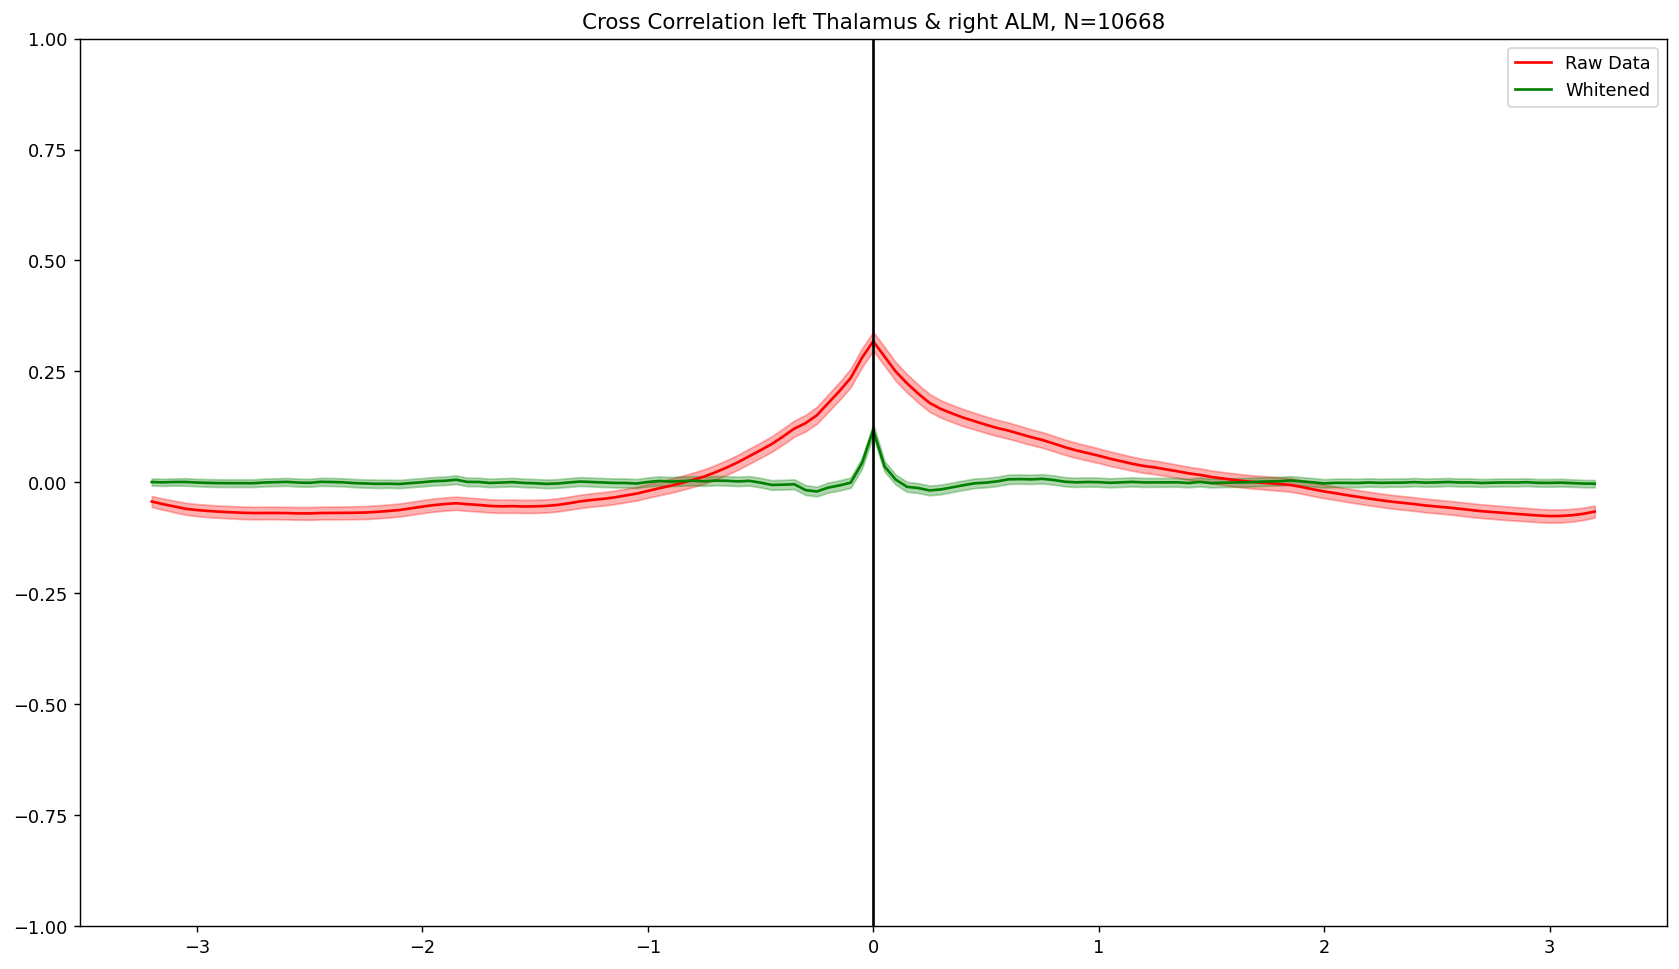 Cross Correlation left Thalamus & right ALM, N=10668
Raw Data
Whitened
1.00
0.75
0.50
0.25
0.00
−0.25
−0.50
−0.75
−1.00
−3 −2 −1 0 1 2 3